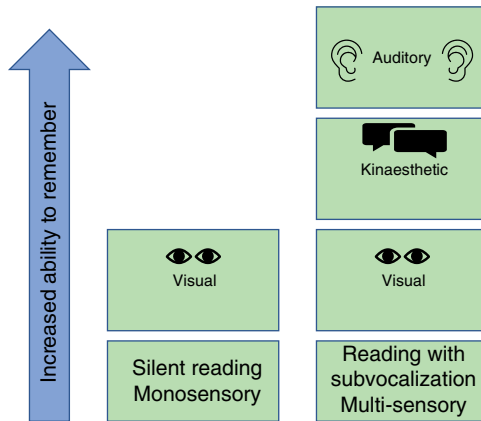 Increased ability to remember
Auditory
Kinaesthetic
Visual
Visual
Silent reading
Monosensory
Reading with
subvocalization
Multi-sensory